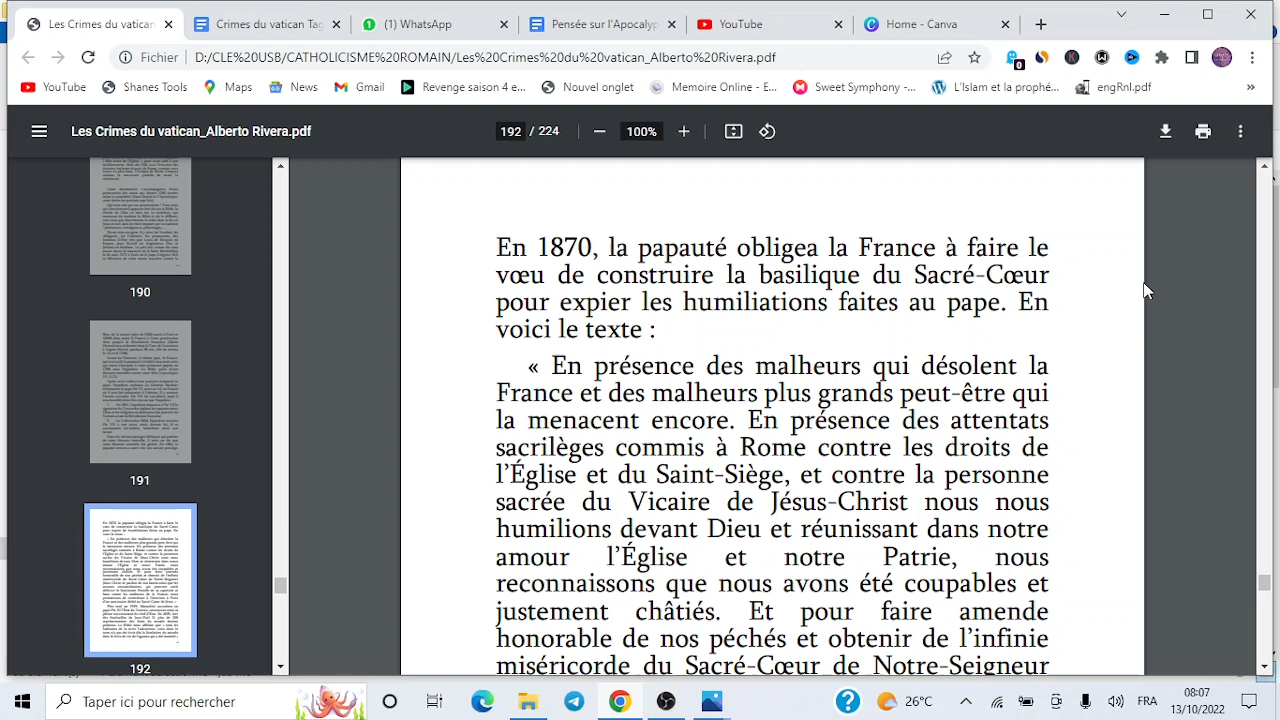 Les Crimes du vatican_Alberto
Crimes du vatican Tag
(1) WhatsApp
Pensée sur l'Apocalyp
YouTube
Home - Canva
Fichier
D:/CLE%20USB/CATHOLICISME%20ROMAIN/Les%20Crimes%20du%20vatican_Alberto%20Rivera.pdf
YouTube
Shanes Tools
Maps
News
Gmail
Revenge saison 4 e...
Nouvel onglet
Memoire Online - E...
Sweet Symphony -...
L'Islam et la prophé...
engRnl.pdf
Les Crimes du vatican_Alberto Rivera.pdf
192 / 224
100%
190
191
192
En 1870, la papauté obligea la France à faire le
vœu de construire la basilique du Sacré-Cœur
pour expier les humiliations faites au pape. En
voici le texte :
« En présence des malheurs qui désolent la
France et des malheurs plus grands peut-être qui
la menacent encore. En présence des attentats
sacrilèges commis à Rome contre les droits de
l'Église et du Saint-Siège, et contre la personne
sacrée du Vicaire de Jésus-Christ nous nous
humilions devant Dieu et réunissant dans notre
amour l'Église et notre Patrie, nous
reconnaissons que nous avons été coupables et
justement châtiés, Et pour faire amende
honorable de nos péchés et obtenir de l'infinie
miséricorde du Sacré-Cœur de Notre-Seigneur
Taper ici pour rechercher
26°C
FRA
08:07
13/10/2022